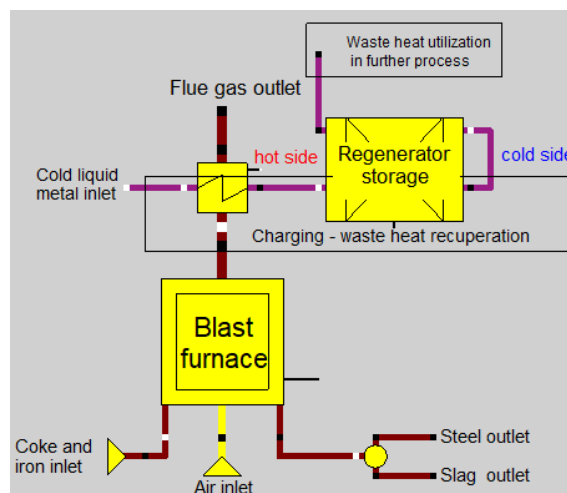 Waste heat utilization
in further process
Flue gas outlet
hot side
Regenerator
storage
cold side
Cold liquid
metal inlet
Charging - waste heat recuperation
Blast
furnace
Coke and
iron inlet
Air inlet
Steel outlet
Slag outlet